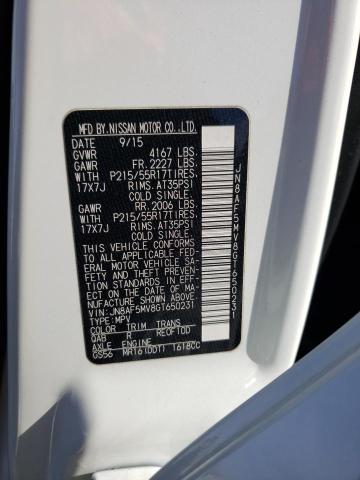 MFD.BY.NISSAN MOTOR CO.,LTD.
DATE 9/15
GVWR 4167 LBS.
GAWR FR. 2227 LBS.
WITH P215/55R17TIRES.
17X7J RIMS. AT35PSI
COLD SINGLE.
GAWR RR. 2006 LBS.
WITH P215/55R17TIRES.
17X7J RIMS. AT35PSI
COLD SINGLE.
THIS VEHICLE CONFORMS
TO ALL APPLICABLE FED-
ERAL MOTOR VEHICLE SA-
FETY AND THEFT PREVEN-
TION STANDARDS IN EFF-
ECT ON THE DATE OF MA-
NUFACTURE SHOWN ABOVE.
VIN: JN8AF5MV8GT650231
TYPE: MPV
COLOR TRIM TRANS
QAB R RE0F10D
AXLE ENGINE
GS56 MR16(DDT) 1618CC
JN8AF5MV8GT650231